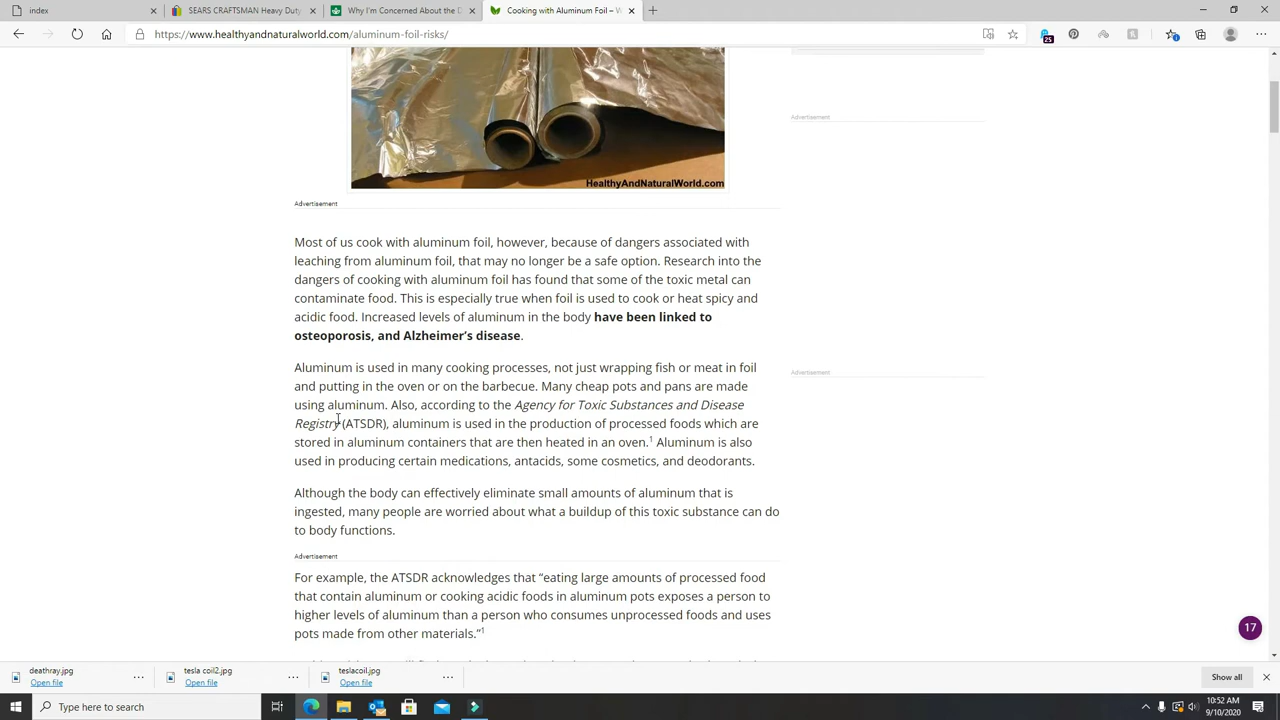 index
SEARS CRAFTSMAN Heavy Duty
The Benefits and Uses of the D
Cooking with Aluminum Foil – W
https://www.healthyandnaturalworld.com/aluminum-foil-risks/
25
HealthyAndNaturalWorld.com
Advertisement
Advertisement
Most of us cook with aluminum foil, however, because of dangers associated with
leaching from aluminum foil, that may no longer be a safe option. Research into the
dangers of cooking with aluminum foil has found that some of the toxic metal can
contaminate food. This is especially true when foil is used to cook or heat spicy and
acidic food. Increased levels of aluminum in the body have been linked to
osteoporosis, and Alzheimer's disease.
Advertisement
Aluminum is used in many cooking processes, not just wrapping fish or meat in foil
and putting in the oven or on the barbecue. Many cheap pots and pans are made
using aluminum. Also, according to the Agency for Toxic Substances and Disease
Registry (ATSDR), aluminum is used in the production of processed foods which are
stored in aluminum containers that are then heated in an oven.1 Aluminum is also
used in producing certain medications, antacids, some cosmetics, and deodorants.
Although the body can effectively eliminate small amounts of aluminum that is
ingested, many people are worried about what a buildup of this toxic substance can do
to body functions.
Advertisement
For example, the ATSDR acknowledges that “eating large amounts of processed food
that contain aluminum or cooking acidic foods in aluminum pots exposes a person to
higher levels of aluminum than a person who consumes unprocessed foods and uses
pots made from other materials.”1
17
deathray.jpg
Open file
tesla coil2.jpg
Open file
teslacoil.jpg
Open file
Show all
Type here to search
10:52 AM
9/10/2020